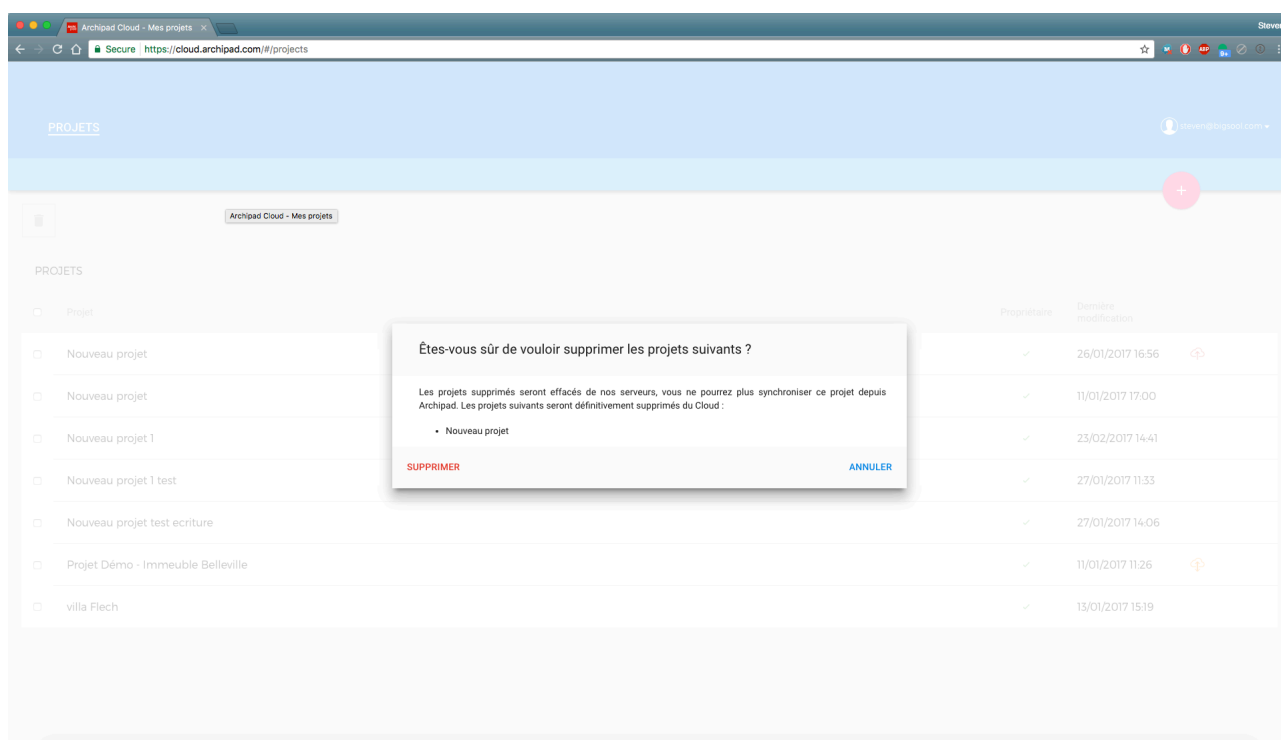 Archipad Cloud - Mes projets
Steven
Secure https://cloud.archipad.com/#/projects
PROJETS
steven@bigpool.com
+
Archipad Cloud - Mes projets
PROJETS
Projet Propriétaire Dernière
modification
Nouveau projet 26/01/2017 16:56
Nouveau projet 11/01/2017 17:00
Nouveau projet 1 23/02/2017 14:41
Nouveau projet 1 test 27/01/2017 11:33
Nouveau projet test ecriture 27/01/2017 14:06
Projet Démo - Immeuble Belleville 11/01/2017 11:26
villa Flech 13/01/2017 15:19
Êtes-vous sûr de vouloir supprimer les projets suivants ?
Les projets supprimés seront effacés de nos serveurs, vous ne pourrez plus synchroniser ce projet depuis
Archipad. Les projets suivants seront définitivement supprimés du Cloud :
• Nouveau projet
SUPPRIMER ANNULER